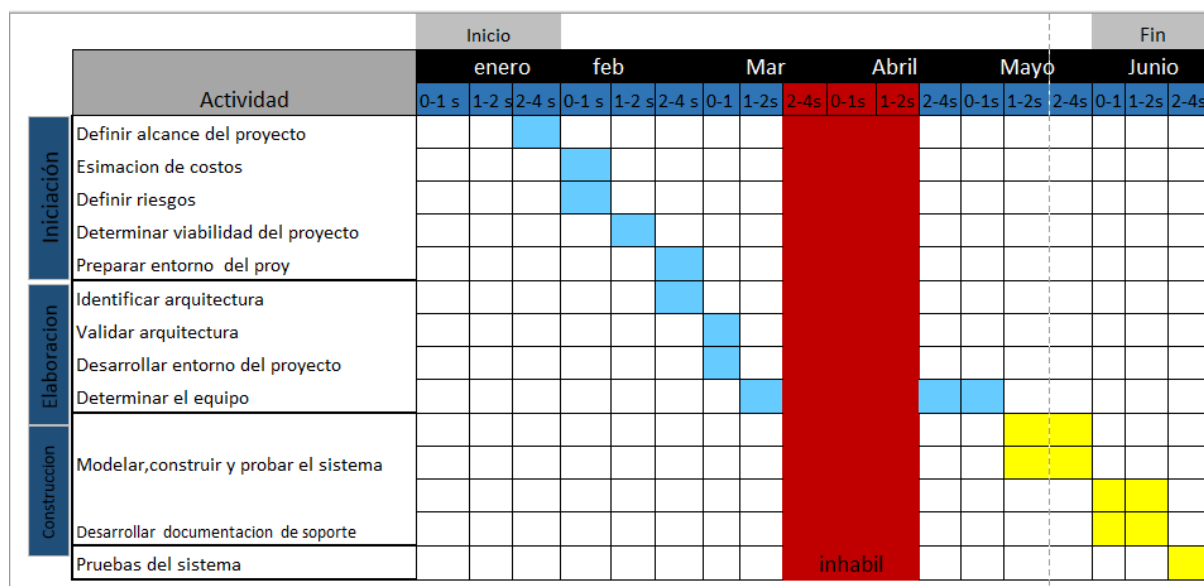 Inicio Fin
enero feb Mar Abril Mayo Junio
Actividad 0-1 s 1-2 s 2-4 s 0-1 s 1-2 s 2-4 s 0-1 1-2s 2-4s 0-1s 1-2s 2-4s 0-1s 1-2s 2-4s 0-1 1-2s 2-4s
Iniciación
Definir alcance del proyecto
Esimacion de costos
Definir riesgos
Determinar viabilidad del proyecto
Preparar entorno del proy
Elaboracion
Identificar arquitectura
Validar arquitectura
Desarrollar entorno del proyecto
Determinar el equipo
Construccion
Modelar,construir y probar el sistema
Desarrollar documentacion de soporte
Pruebas del sistema inhabil